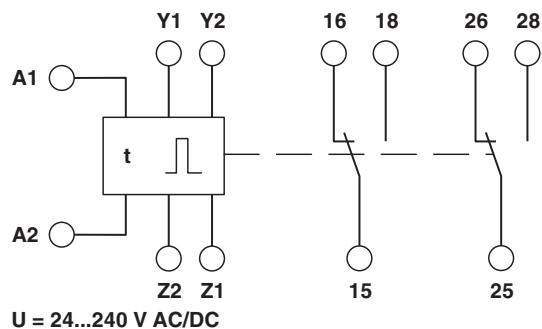 Y1 Y2 16 18 26 28
A1
t
A2
Z2 Z1 15 25
U = 24...240 V AC/DC